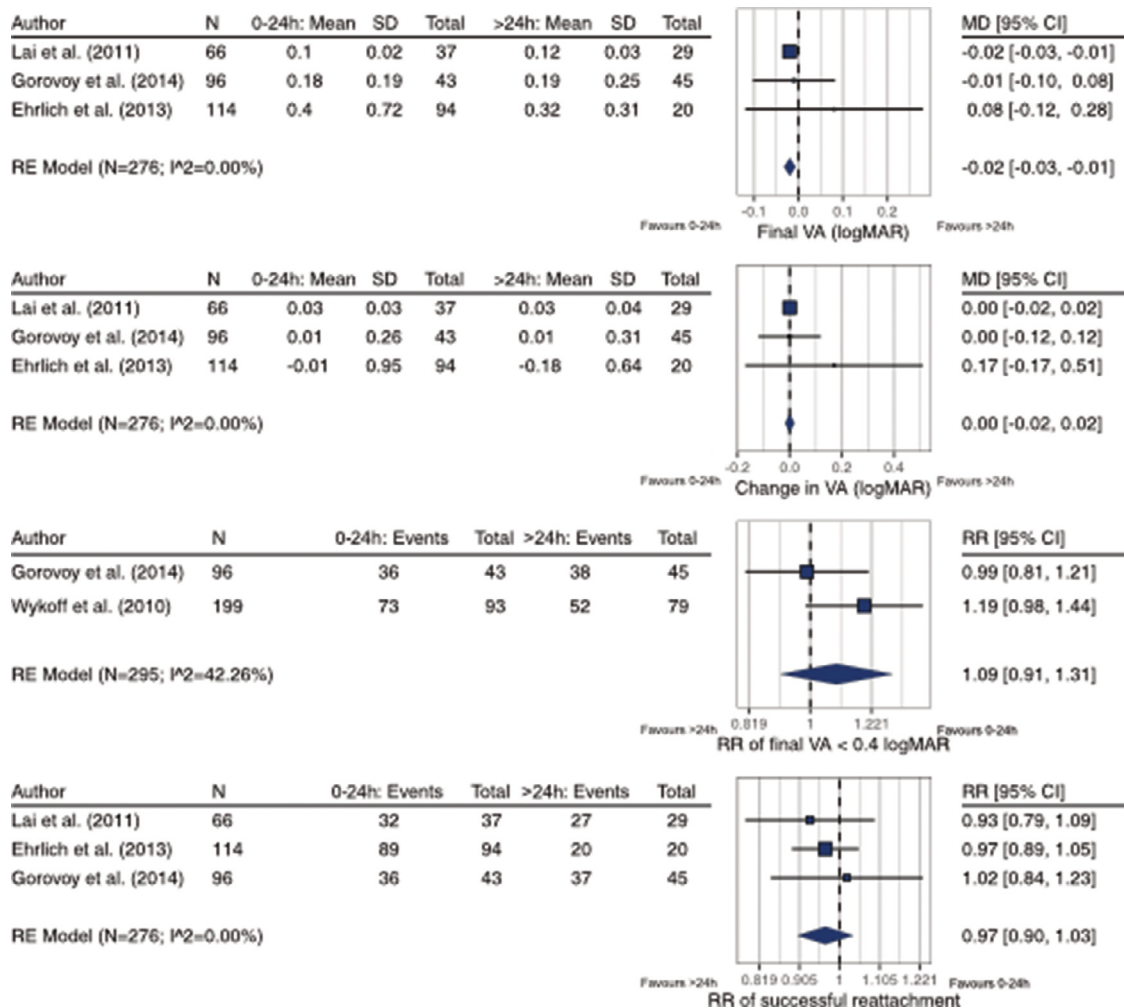 Author N 0-24h: Mean SD Total >24h: Mean SD Total MD [95% CI]
Lai et al. (2011) 66 0.1 0.02 37 0.12 0.03 29 -0.02 [-0.03, -0.01]
Gorovoy et al. (2014) 96 0.18 0.19 43 0.19 0.25 45 -0.01 [-0.10, 0.08]
Ehrlich et al. (2013) 114 0.4 0.72 94 0.32 0.31 20 0.08 [-0.12, 0.28]
RE Model (N=276; I^2=0.00%) -0.02 [-0.03, -0.01]
-0.1 0.0 0.1 0.2
Favours 0-24h Final VA (logMAR) Favours >24h
Author N 0-24h: Mean SD Total >24h: Mean SD Total MD [95% CI]
Lai et al. (2011) 66 0.03 0.03 37 0.03 0.04 29 0.00 [-0.02, 0.02]
Gorovoy et al. (2014) 96 0.01 0.26 43 0.01 0.31 45 0.00 [-0.12, 0.12]
Ehrlich et al. (2013) 114 -0.01 0.95 94 -0.18 0.64 20 0.17 [-0.17, 0.51]
RE Model (N=276; I^2=0.00%) 0.00 [-0.02, 0.02]
-0.2 0.0 0.2 0.4
Favours 0-24h Change in VA (logMAR) Favours >24h
Author N 0-24h: Events Total >24h: Events Total RR [95% CI]
Gorovoy et al. (2014) 96 36 43 38 45 0.99 [0.81, 1.21]
Wykoff et al. (2010) 199 73 93 52 79 1.19 [0.98, 1.44]
RE Model (N=295; I^2=42.26%) 1.09 [0.91, 1.31]
0.819 1 1.221
Favours >24h RR of final VA < 0.4 logMAR Favours 0-24h
Author N 0-24h: Events Total >24h: Events Total RR [95% CI]
Lai et al. (2011) 66 32 37 27 29 0.93 [0.79, 1.09]
Ehrlich et al. (2013) 114 89 94 20 20 0.97 [0.89, 1.05]
Gorovoy et al. (2014) 96 36 43 37 45 1.02 [0.84, 1.23]
RE Model (N=276; I^2=0.00%) 0.97 [0.90, 1.03]
0.819 0.905 1 1.105 1.221
Favours >24h RR of successful reattachment Favours 0-24h